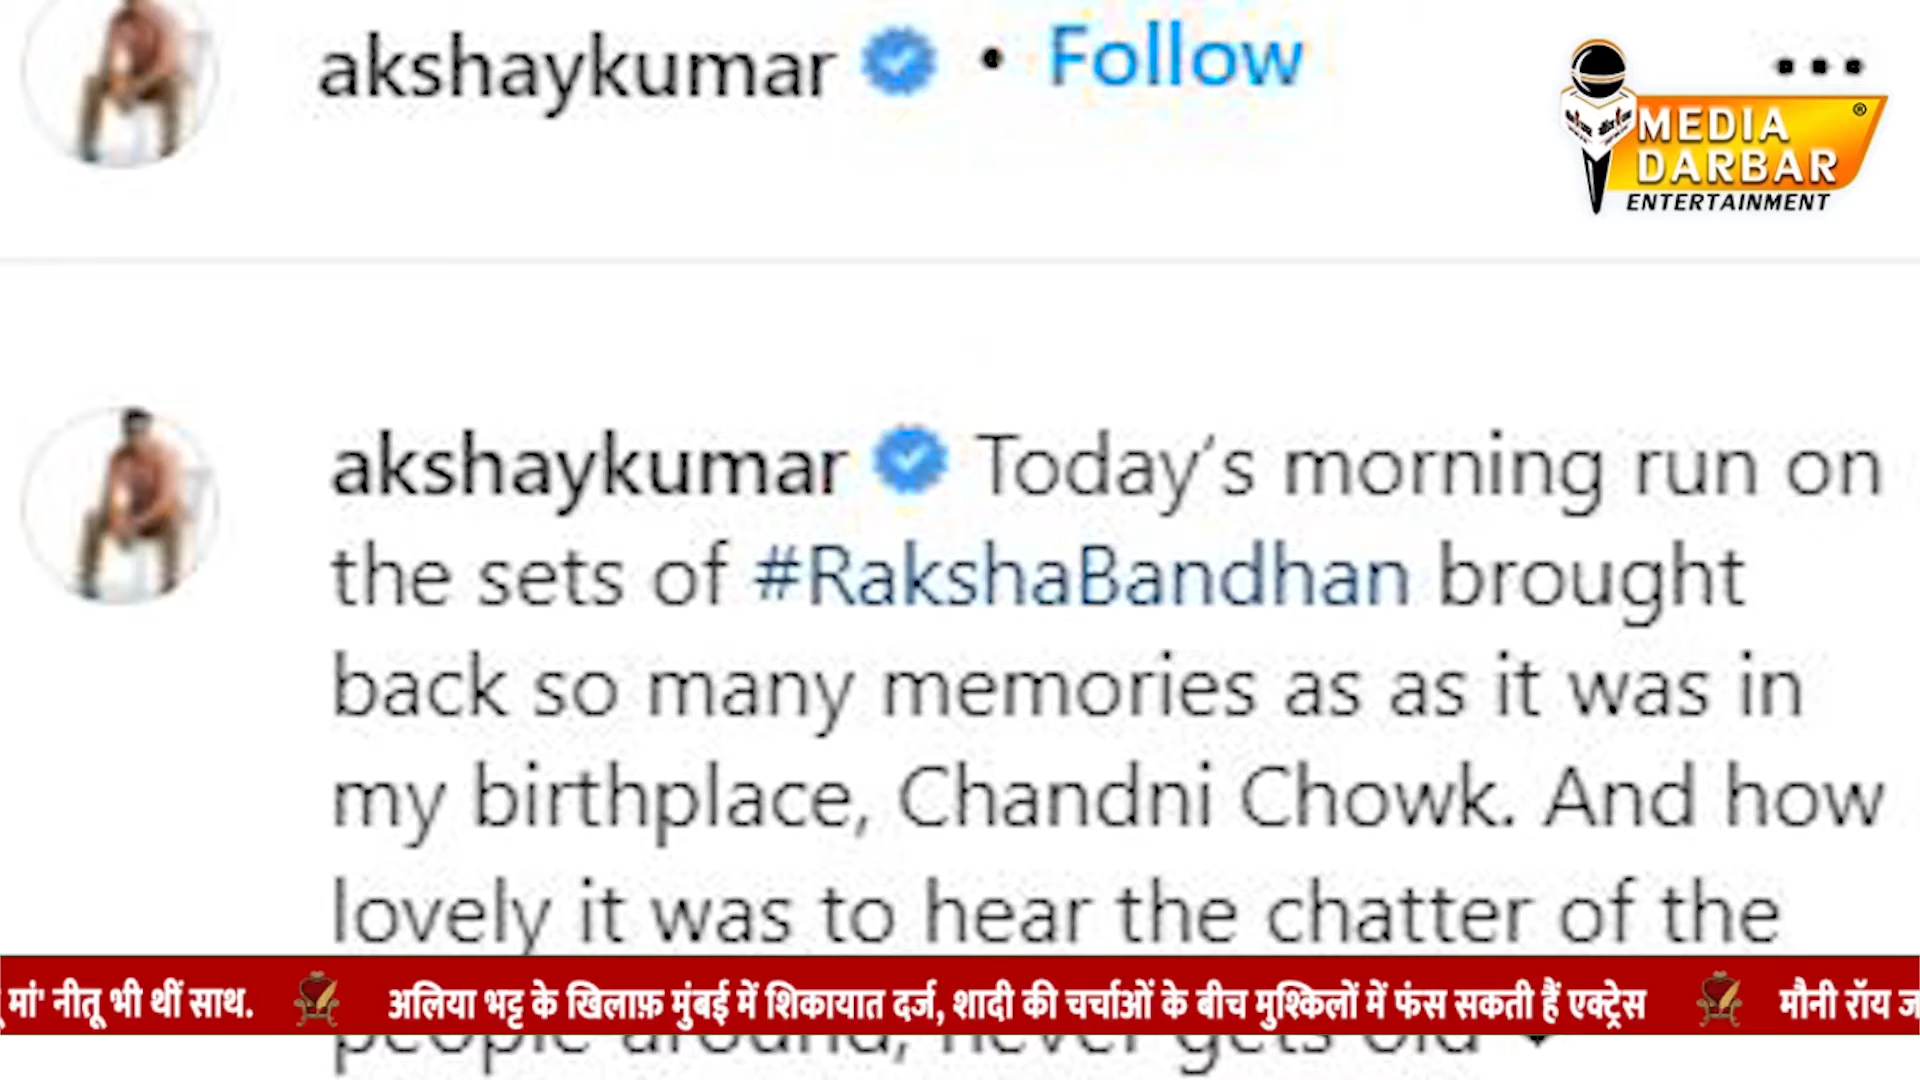 akshaykumar • Follow
MEDIA
DARBAR
ENTERTAINMENT
akshaykumar Today's morning run on
the sets of #RakshaBandhan brought
back so many memories as as it was in
my birthplace, Chandni Chowk. And how
lovely it was to hear the chatter of the
मां' नीतू भी थीं साथ. अलिया भट्ट के खिलाफ़ मुंबई में शिकायात दर्ज, शादी की चर्चाओं के बीच मुश्किलों में फंस सकती हैं एक्ट्रेस मौनी रॉय ज
people around, never gets old